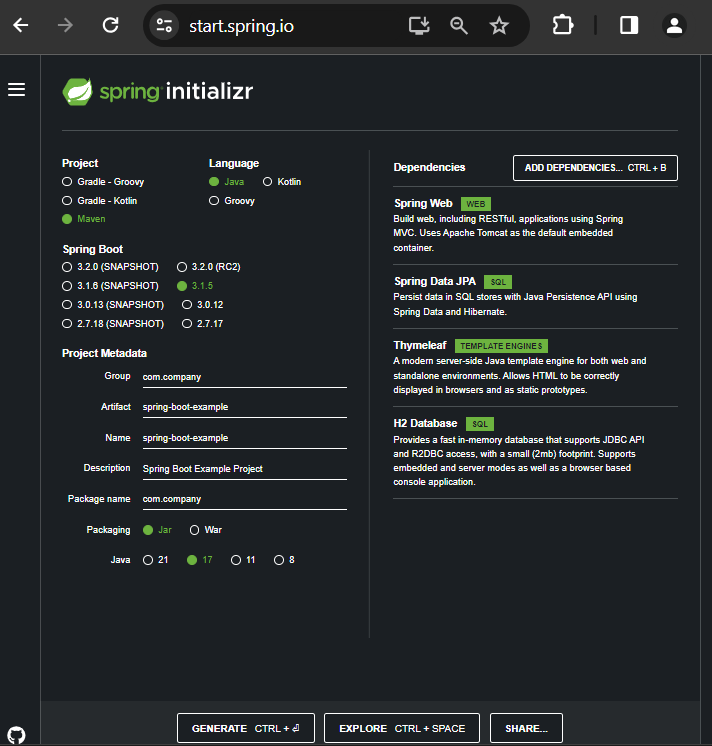 start.spring.io
spring initializr
Project
Gradle - Groovy
Gradle - Kotlin
Maven
Language
Java Kotlin
Groovy
Spring Boot
3.2.0 (SNAPSHOT) 3.2.0 (RC2)
3.1.6 (SNAPSHOT) 3.1.5
3.0.13 (SNAPSHOT) 3.0.12
2.7.18 (SNAPSHOT) 2.7.17
Project Metadata
Group com.company
Artifact spring-boot-example
Name spring-boot-example
Description Spring Boot Example Project
Package name com.company
Packaging Jar War
Java 21 17 11 8
Dependencies ADD DEPENDENCIES... CTRL + B
Spring Web WEB
Build web, including RESTful, applications using Spring
MVC. Uses Apache Tomcat as the default embedded
container.
Spring Data JPA SQL
Persist data in SQL stores with Java Persistence API using
Spring Data and Hibernate.
Thymeleaf TEMPLATE ENGINES
A modern server-side Java template engine for both web and
standalone environments. Allows HTML to be correctly
displayed in browsers and as static prototypes.
H2 Database SQL
Provides a fast in-memory database that supports JDBC API
and R2DBC access, with a small (2mb) footprint. Supports
embedded and server modes as well as a browser based
console application.
GENERATE CTRL + ⏎ EXPLORE CTRL + SPACE SHARE...